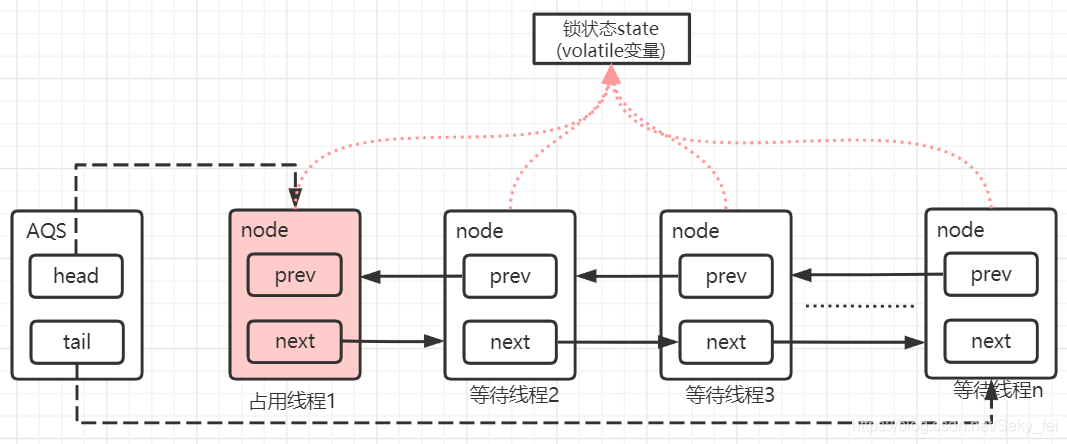 锁状态state
(volatile变量)
AQS
head
tail
node
prev
next
占用线程1
node
prev
next
等待线程2
node
prev
next
等待线程3
node
prev
next
等待线程n
https://blog.csdn.net/Saky_fei